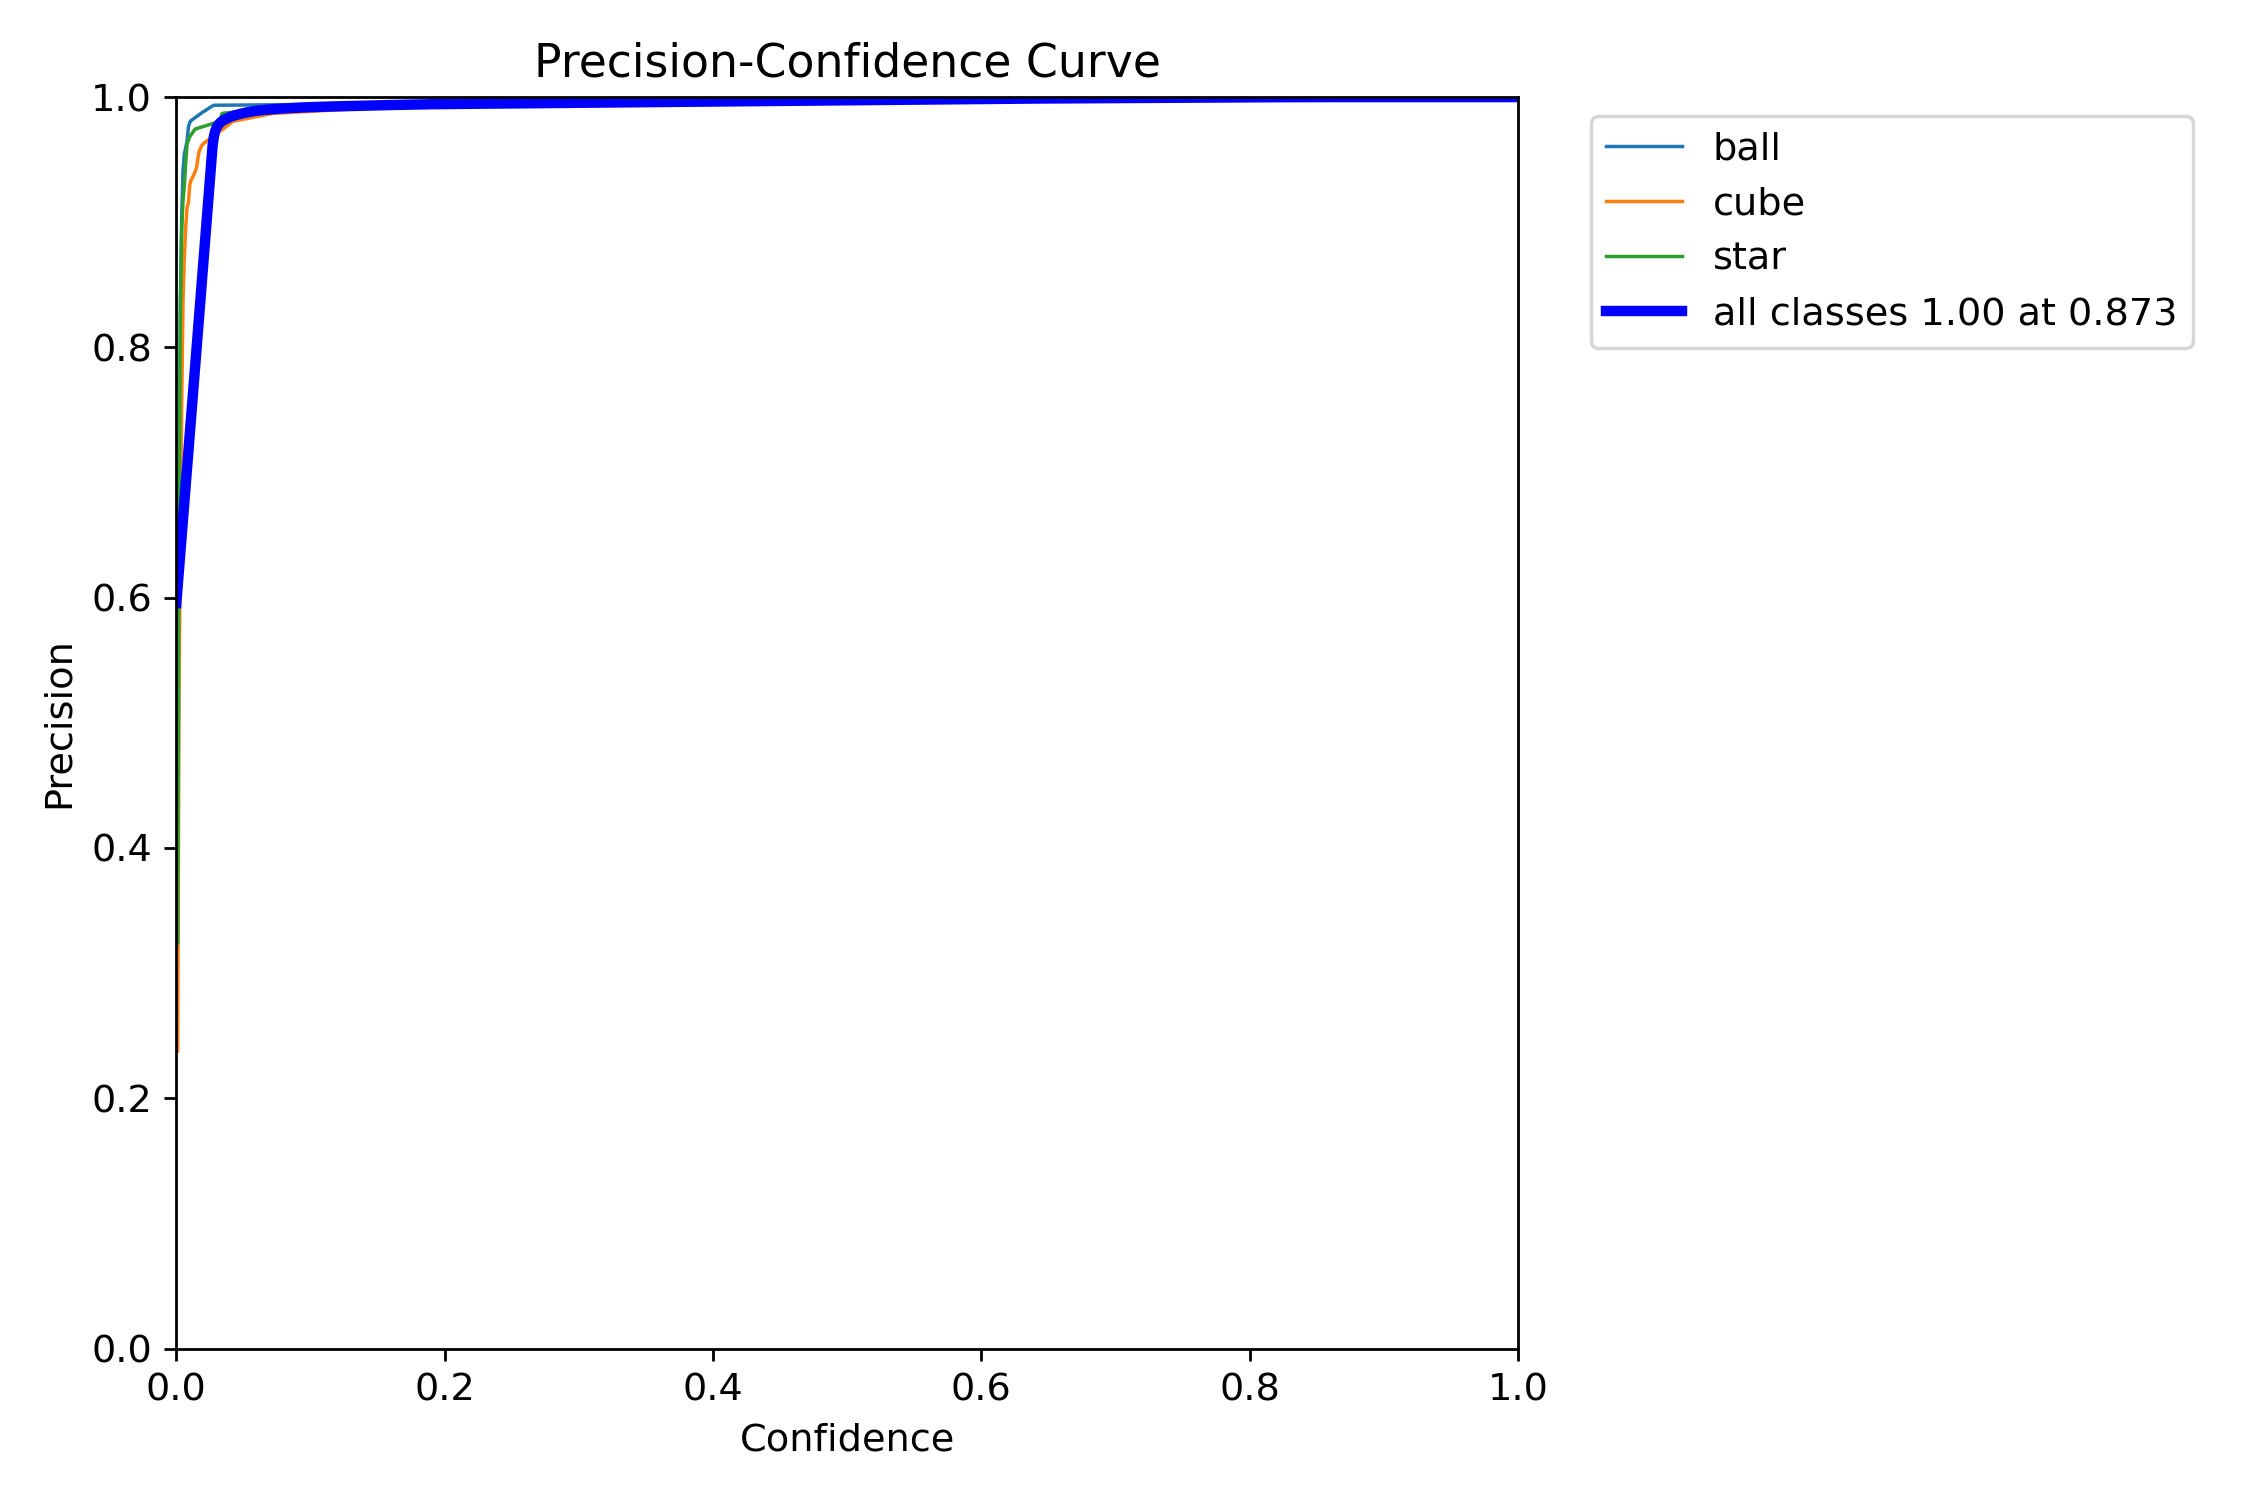 Precision-Confidence Curve
1.0
0.8
0.6
0.4
0.2
0.0
Precision
0.0 0.2 0.4 0.6 0.8 1.0
Confidence
ball
cube
star
all classes 1.00 at 0.873